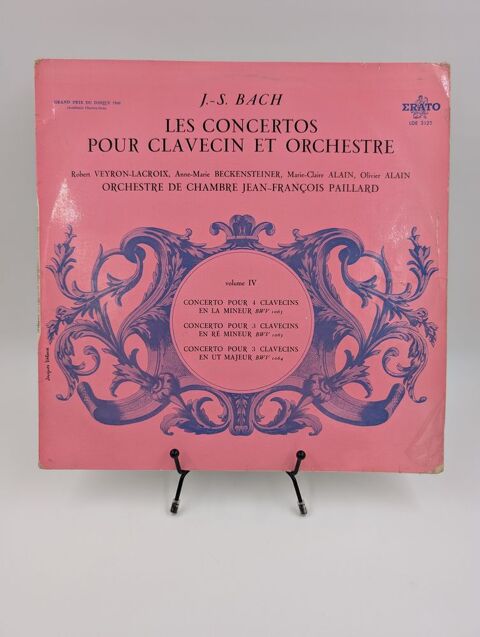 J.-S. BACH
GRAND PRIX DU DISQUE 1960
ERATO
LDE 3127
LES CONCERTOS
POUR CLAVECIN ET ORCHESTRE
Robert VEYRON-LACROIX, Anne-Marie BECKENSTEINER, Marie-Claire ALAIN, Olivier ALAIN
ORCHESTRE DE CHAMBRE JEAN-FRANÇOIS PAILLARD
volume IV
CONCERTO POUR 4 CLAVECINS
EN LA MINEUR BWV 1065
CONCERTO POUR 3 CLAVECINS
EN RÉ MINEUR BWV 1063
CONCERTO POUR 3 CLAVECINS
EN UT MAJEUR BWV 1064